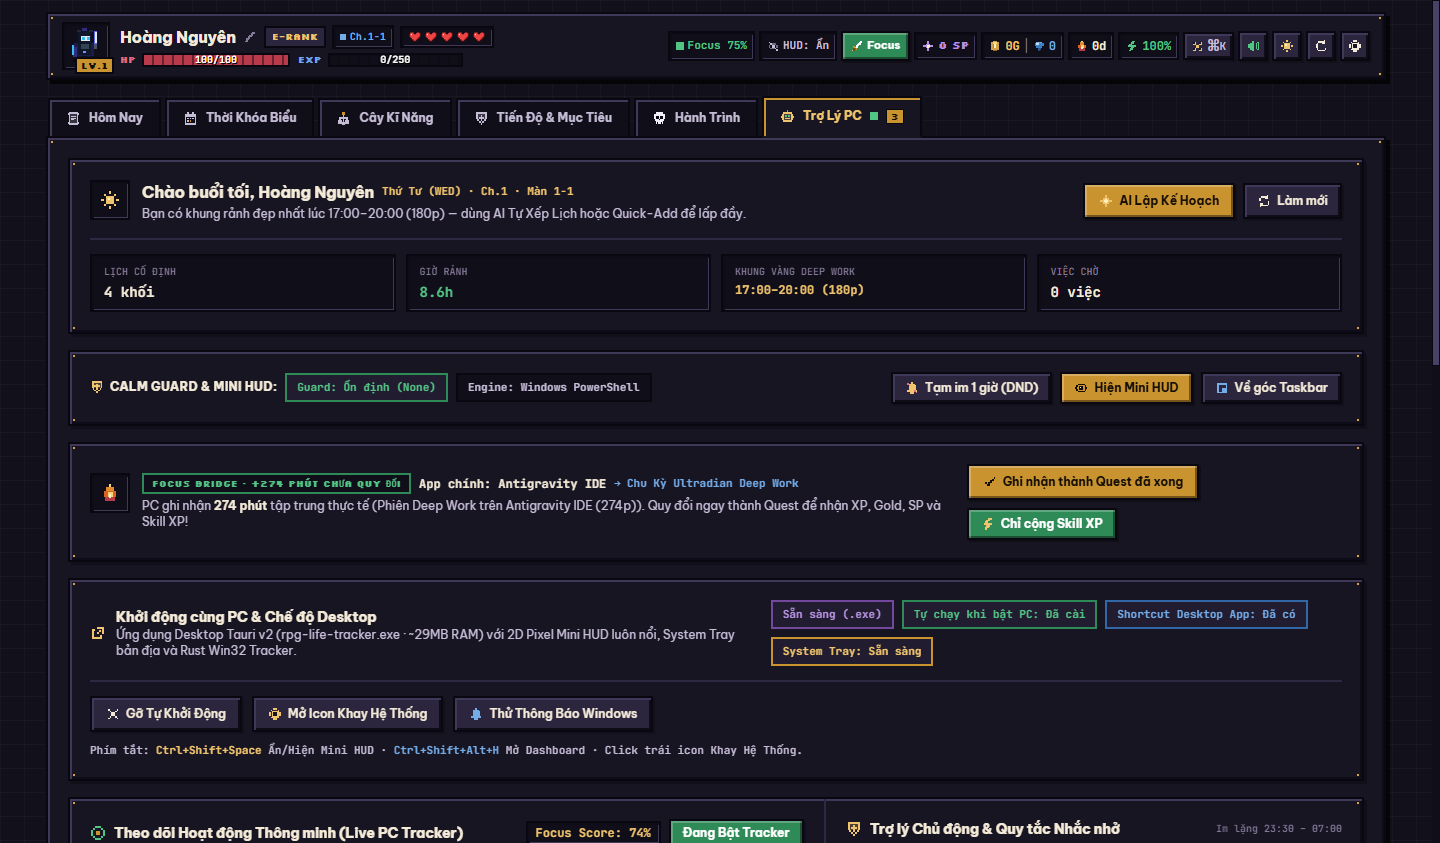 Hoàng Nguyên E-RANK Ch.1-1
LV.1 HP 100/100 EXP 0/250
Focus 75% HUD: Ẩn Focus 0 SP 0G 0 0d 100% ⌘K
Hôm Nay Thời Khóa Biểu Cây Kĩ Năng Tiến Độ & Mục Tiêu Hành Trình Trợ Lý PC 3
Chào buổi tối, Hoàng Nguyên Thứ Tư (WED) · Ch.1 · Màn 1-1
Bạn có khung rảnh đẹp nhất lúc 17:00-20:00 (180p) — dùng AI Tự Xếp Lịch hoặc Quick-Add để lấp đầy.
AI Lập Kế Hoạch Làm mới
LỊCH CỐ ĐỊNH
4 khối
GIỜ RẢNH
8.6h
KHUNG VÀNG DEEP WORK
17:00-20:00 (180p)
VIỆC CHỜ
0 việc
CALM GUARD & MINI HUD: Guard: Ổn định (None) Engine: Windows PowerShell
Tạm im 1 giờ (DND) Hiện Mini HUD Về góc Taskbar
FOCUS BRIDGE · +274 PHÚT CHƯA QUY ĐỔI App chính: Antigravity IDE → Chu Kỳ Ultradian Deep Work
PC ghi nhận 274 phút tập trung thực tế (Phiên Deep Work trên Antigravity IDE (274p)). Quy đổi ngay thành Quest để nhận XP, Gold, SP và
Skill XP!
Ghi nhận thành Quest đã xong
Chỉ cộng Skill XP
Khởi động cùng PC & Chế độ Desktop
Ứng dụng Desktop Tauri v2 (rpg-life-tracker.exe · ~29MB RAM) với 2D Pixel Mini HUD luôn nổi, System Tray
bản địa và Rust Win32 Tracker.
Sẵn sàng (.exe) Tự chạy khi bật PC: Đã cài Shortcut Desktop App: Đã có
System Tray: Sẵn sàng
Gỡ Tự Khởi Động Mở Icon Khay Hệ Thống Thử Thông Báo Windows
Phím tắt: Ctrl+Shift+Space Ẩn/Hiện Mini HUD · Ctrl+Shift+Alt+H Mở Dashboard · Click trái icon Khay Hệ Thống.
Theo dõi Hoạt động Thông minh (Live PC Tracker) Focus Score: 74% Đang Bật Tracker
Trợ lý Chủ động & Quy tắc Nhắc nhở Im lặng 23:30 - 07:00